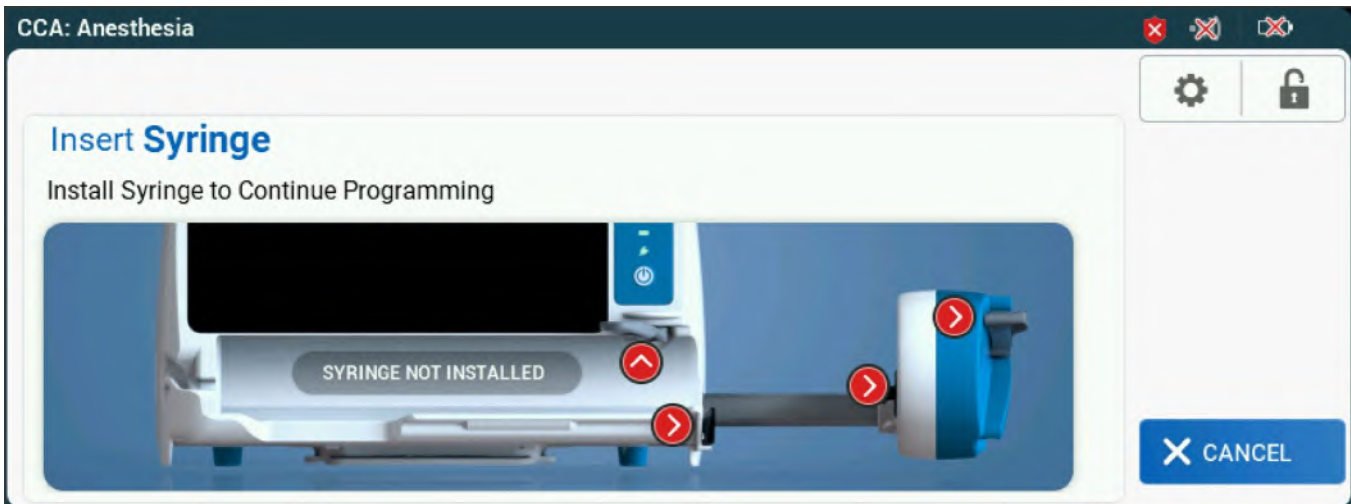 CCA: Anesthesia
Insert Syringe
Install Syringe to Continue Programming
SYRINGE NOT INSTALLED
CANCEL